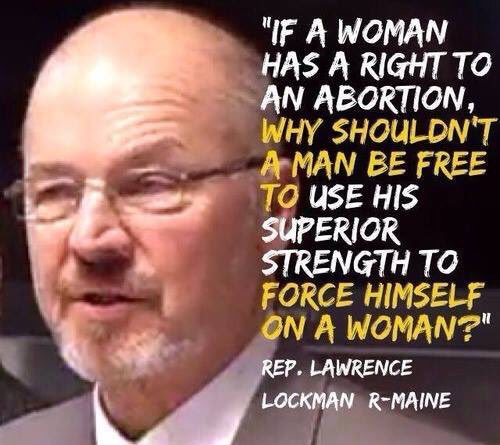 "IF A WOMAN
HAS A RIGHT TO
AN ABORTION,
WHY SHOULDN'T
A MAN BE FREE
TO USE HIS
SUPERIOR
STRENGTH TO
FORCE HIMSELF
ON A WOMAN?"
REP. LAWRENCE
LOCKMAN R-MAINE